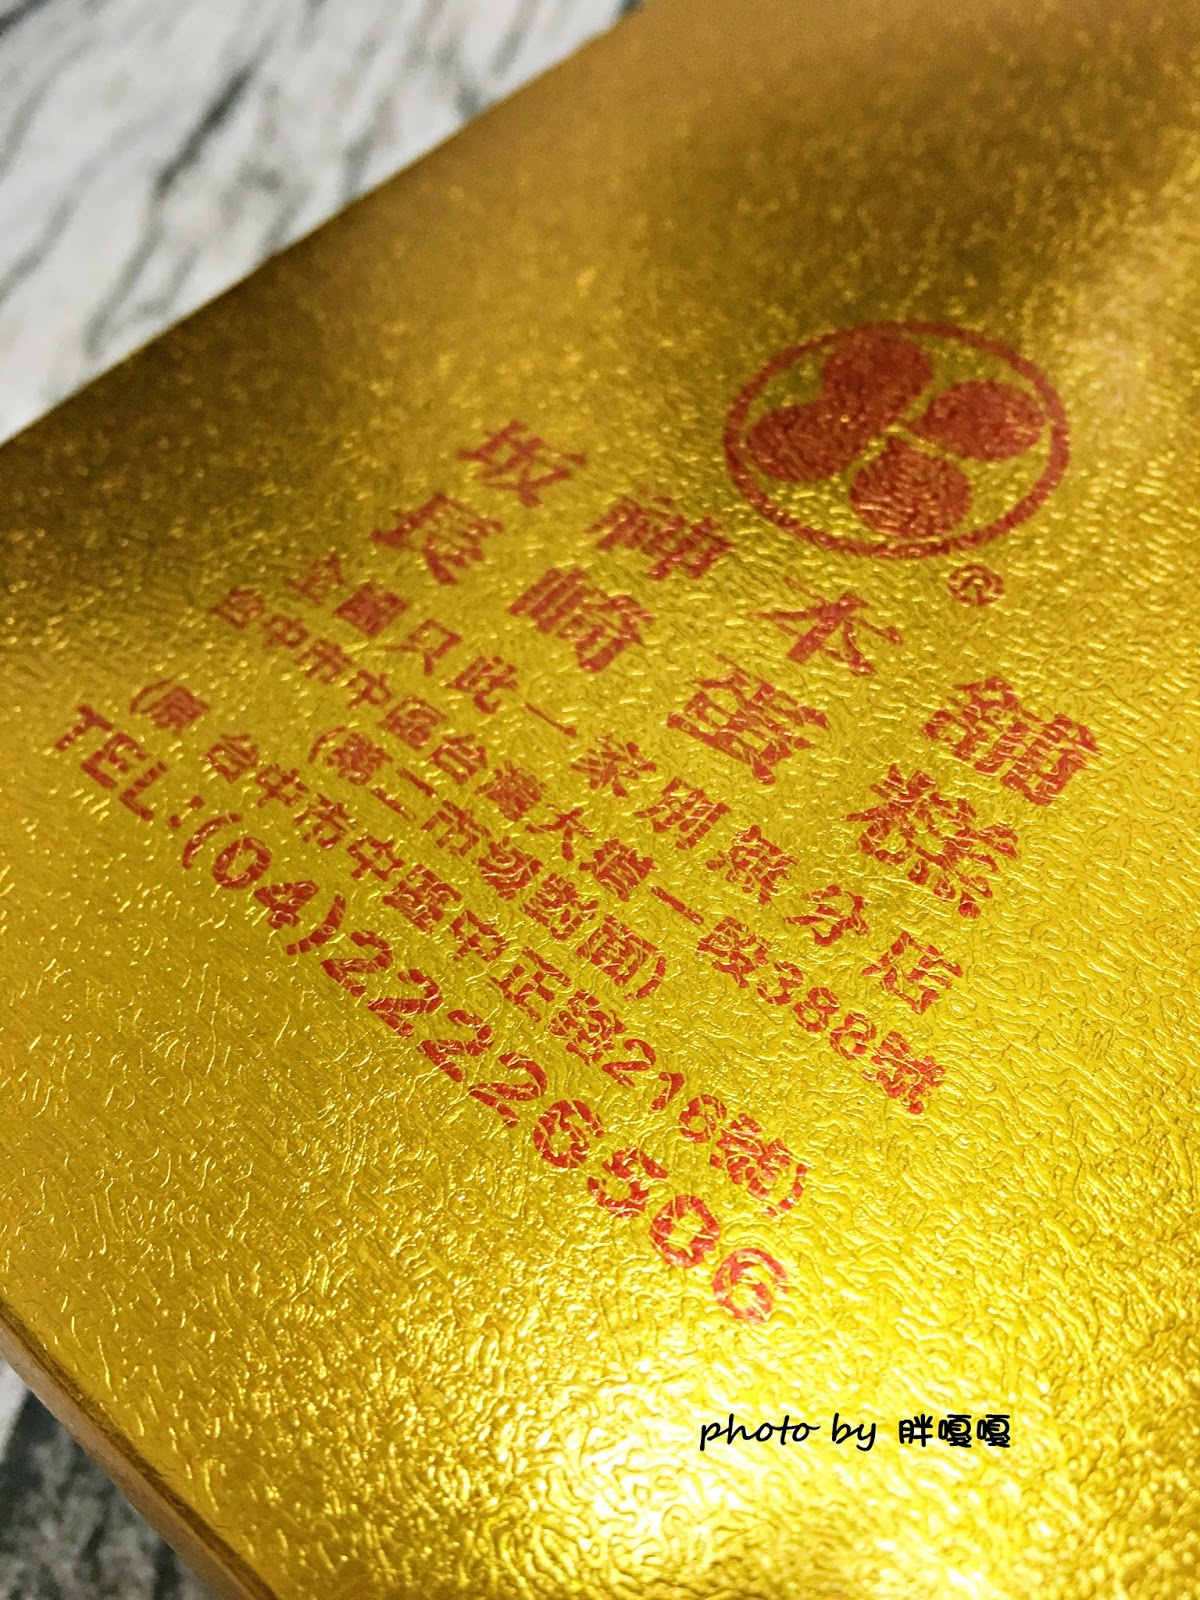 ®
坂神本舖
長崎蛋糕
全國只此一家別無分店
台中市中區台灣大道一段388號
(第二市場對面)
(原 台中市中區中正路216號)
TEL:(04)22226506
photo by 胖嘎嘎